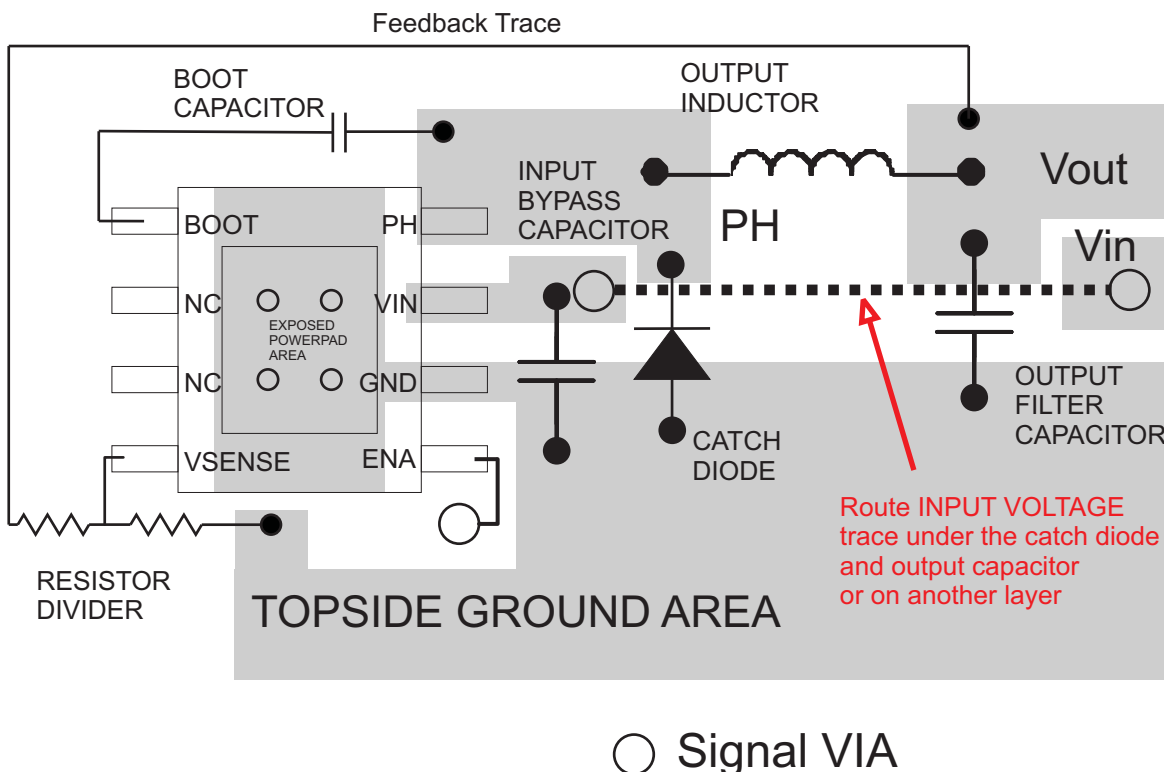 Feedback Trace
BOOT
CAPACITOR
OUTPUT
INDUCTOR
INPUT
BYPASS
CAPACITOR
Vout
PH
Vin
BOOT
PH
NC
VIN
EXPOSED
POWERPAD
AREA
NC
GND
VSENSE
ENA
CATCH
DIODE
OUTPUT
FILTER
CAPACITOR
Route INPUT VOLTAGE
trace under the catch diode
and output capacitor
or on another layer
RESISTOR
DIVIDER
TOPSIDE GROUND AREA
Signal VIA